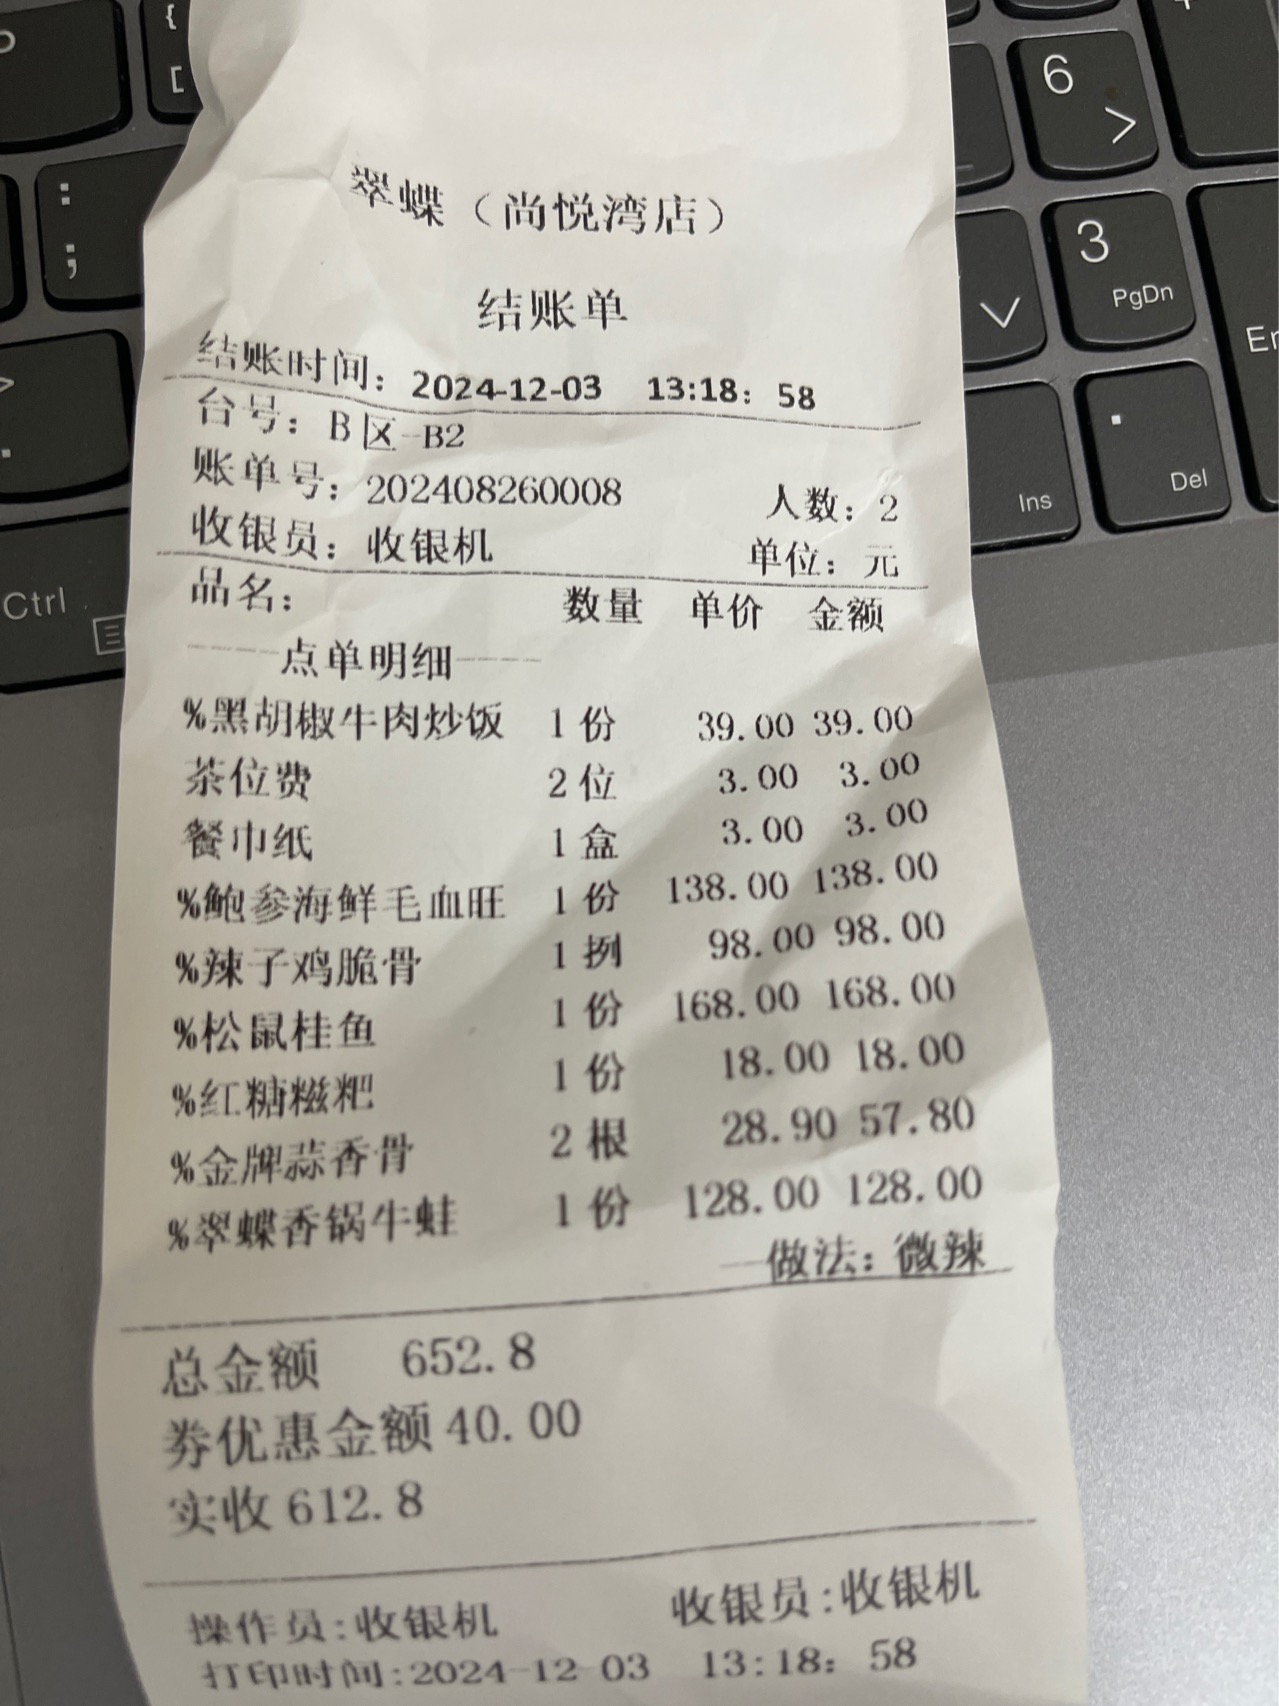 {
[
6
>
:
;
3
PgDn
Ins
.
Del
Ctrl
翠蝶（尚悦湾店）
结账单
结账时间：2024-12-03 13:18：58
台号：B区-B2
账单号：202408260008 人数：2
收银员：收银机 单位：元
品名： 数量 单价 金额
-----点单明细-----
%黑胡椒牛肉炒饭 1份 39.00 39.00
茶位费 2位 3.00 3.00
餐巾纸 1盒 3.00 3.00
%鲍参海鲜毛血旺 1份 138.00 138.00
%辣子鸡脆骨 1捌 98.00 98.00
%松鼠桂鱼 1份 168.00 168.00
%红糖糍粑 1份 18.00 18.00
%金牌蒜香骨 2根 28.90 57.80
%翠蝶香锅牛蛙 1份 128.00 128.00
—做法：微辣
总金额 652.8
券优惠金额 40.00
实收 612.8
操作员:收银机 收银员:收银机
打印时间:2024-12-03 13:18：58